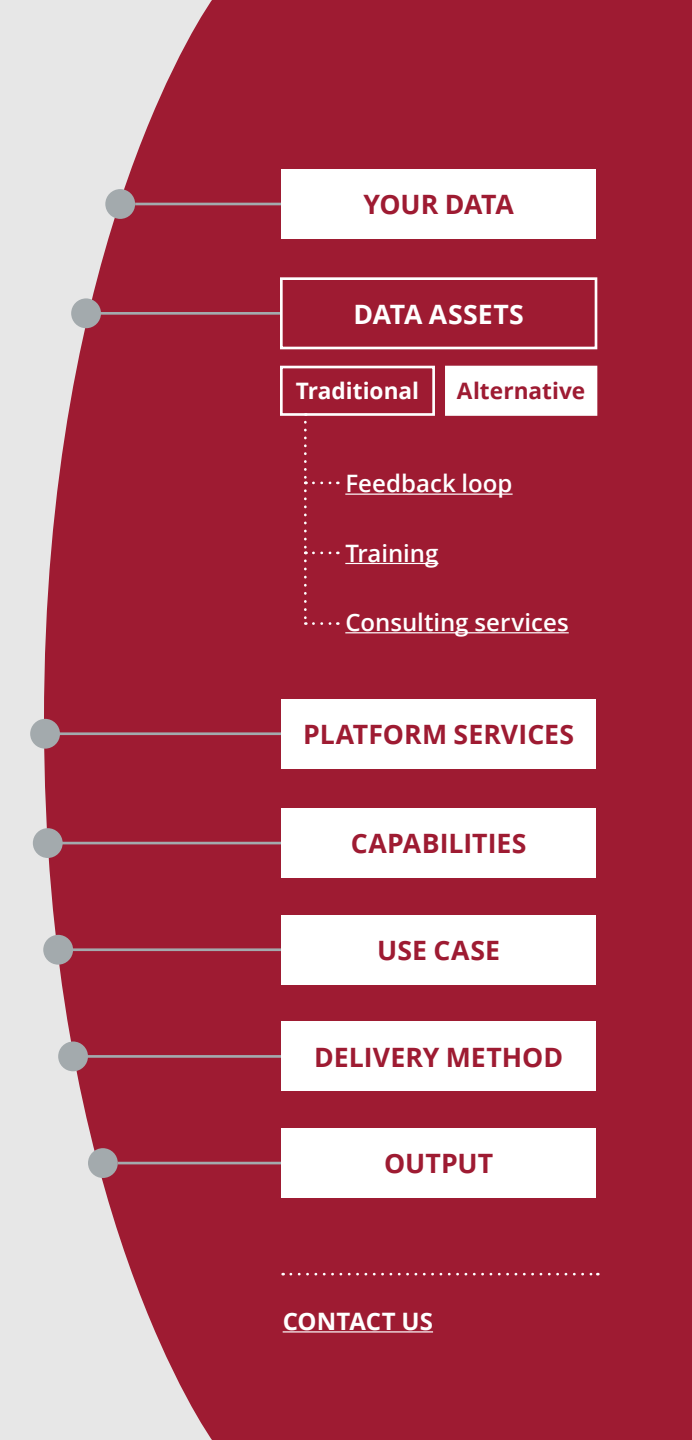 YOUR DATA
DATA ASSETS
Traditional
Alternative
Feedback loop
Training
Consulting services
PLATFORM SERVICES
CAPABILITIES
USE CASE
DELIVERY METHOD
OUTPUT
CONTACT US